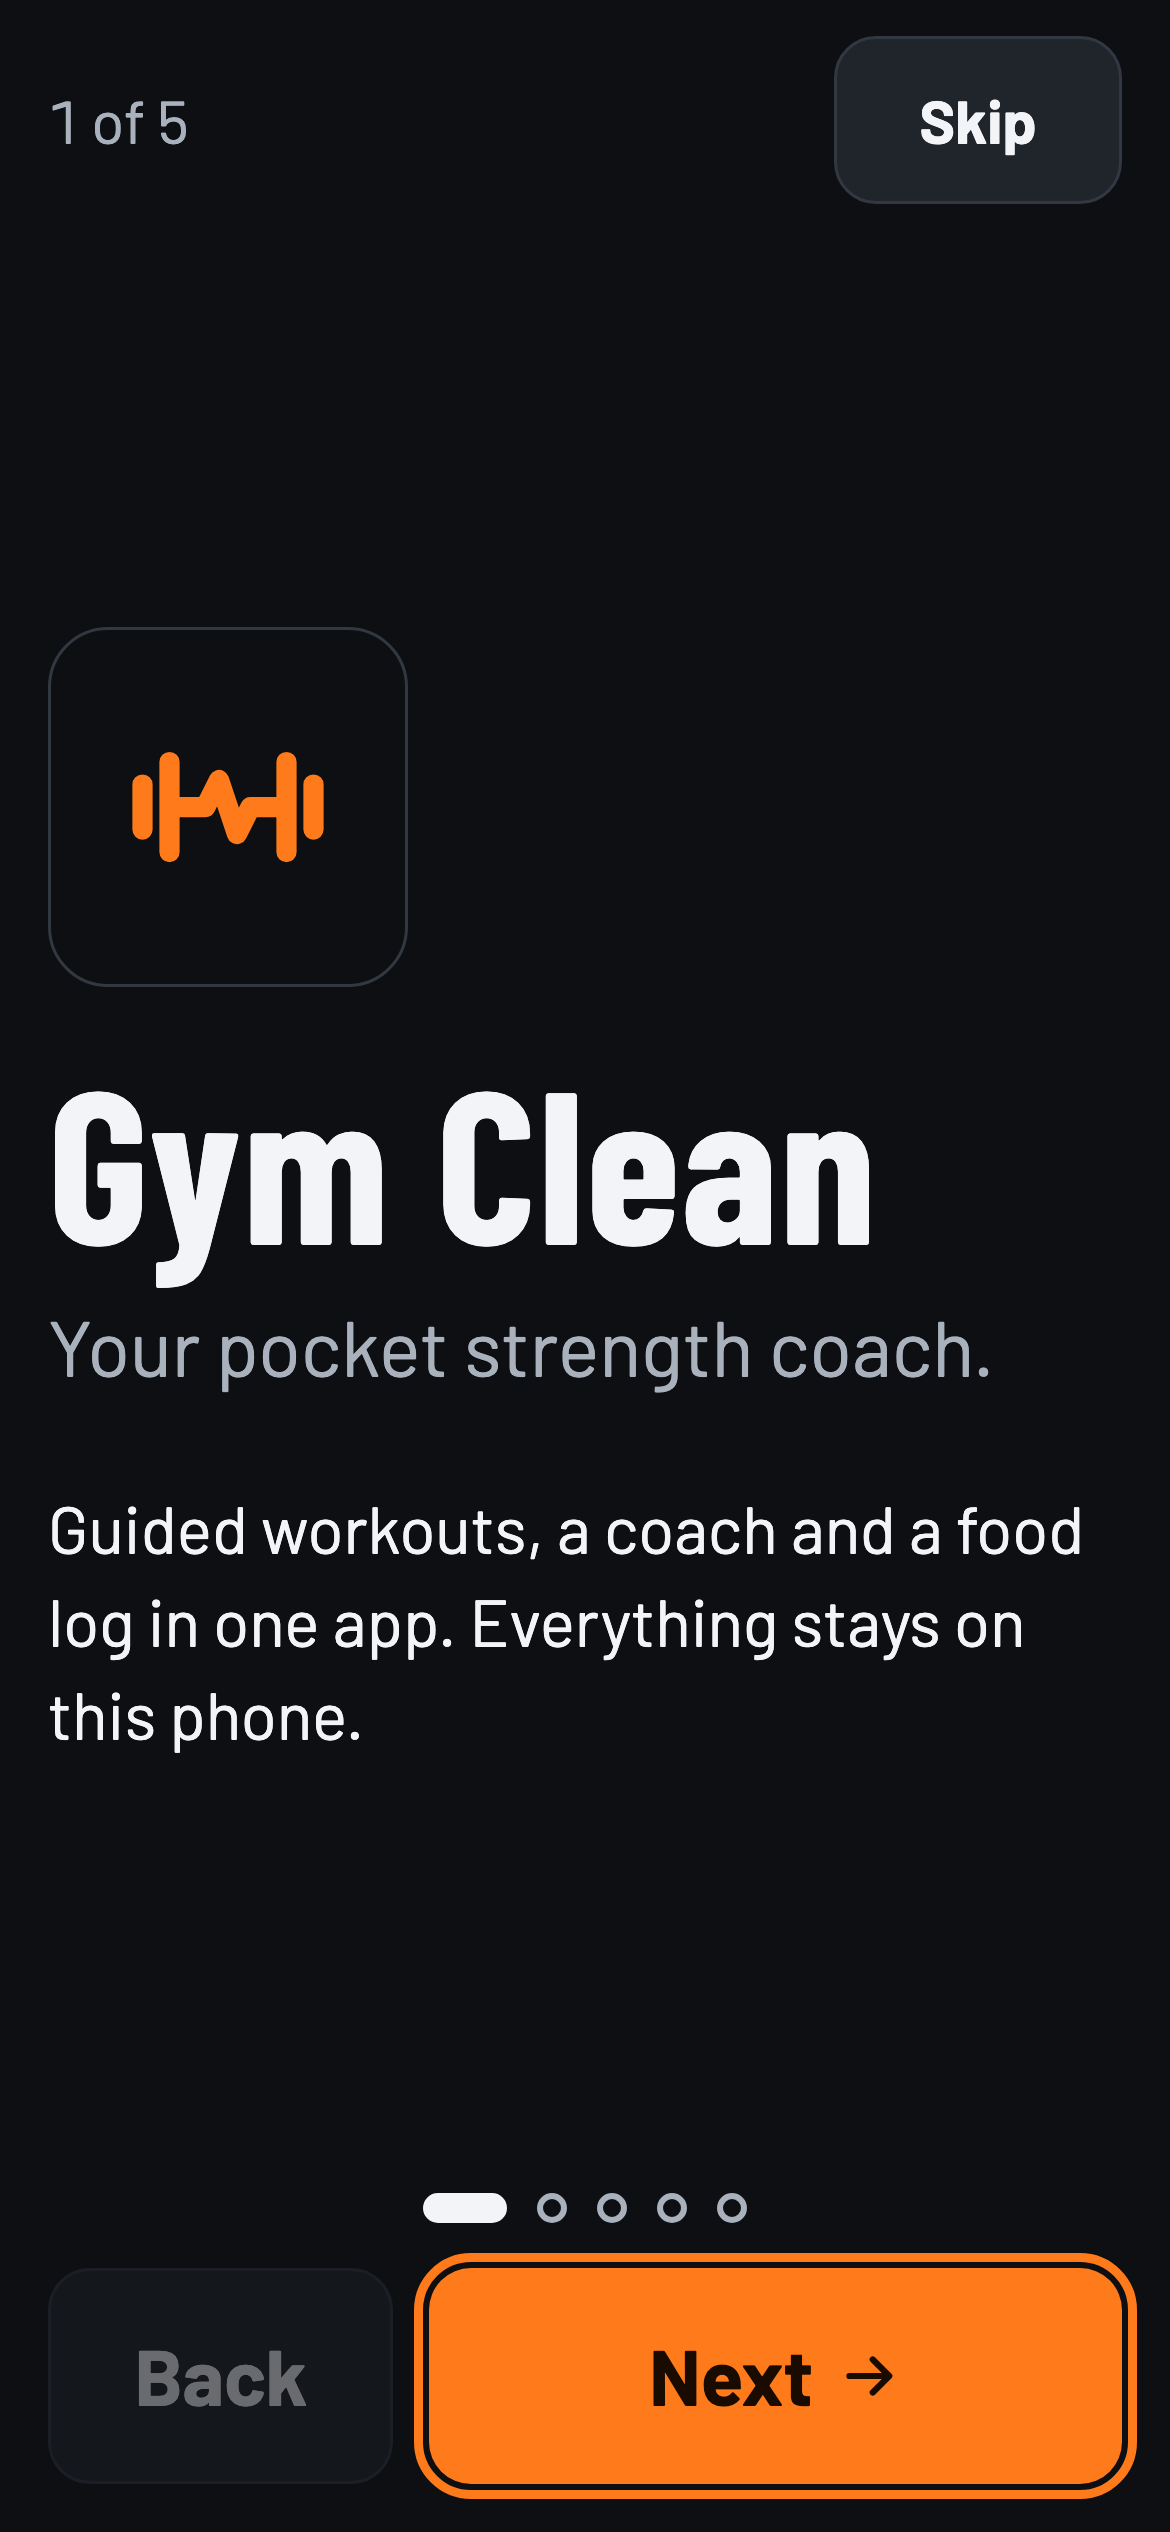 1 of 5
Skip
Gym Clean
Your pocket strength coach.
Guided workouts, a coach and a food
log in one app. Everything stays on
this phone.
Back
Next →